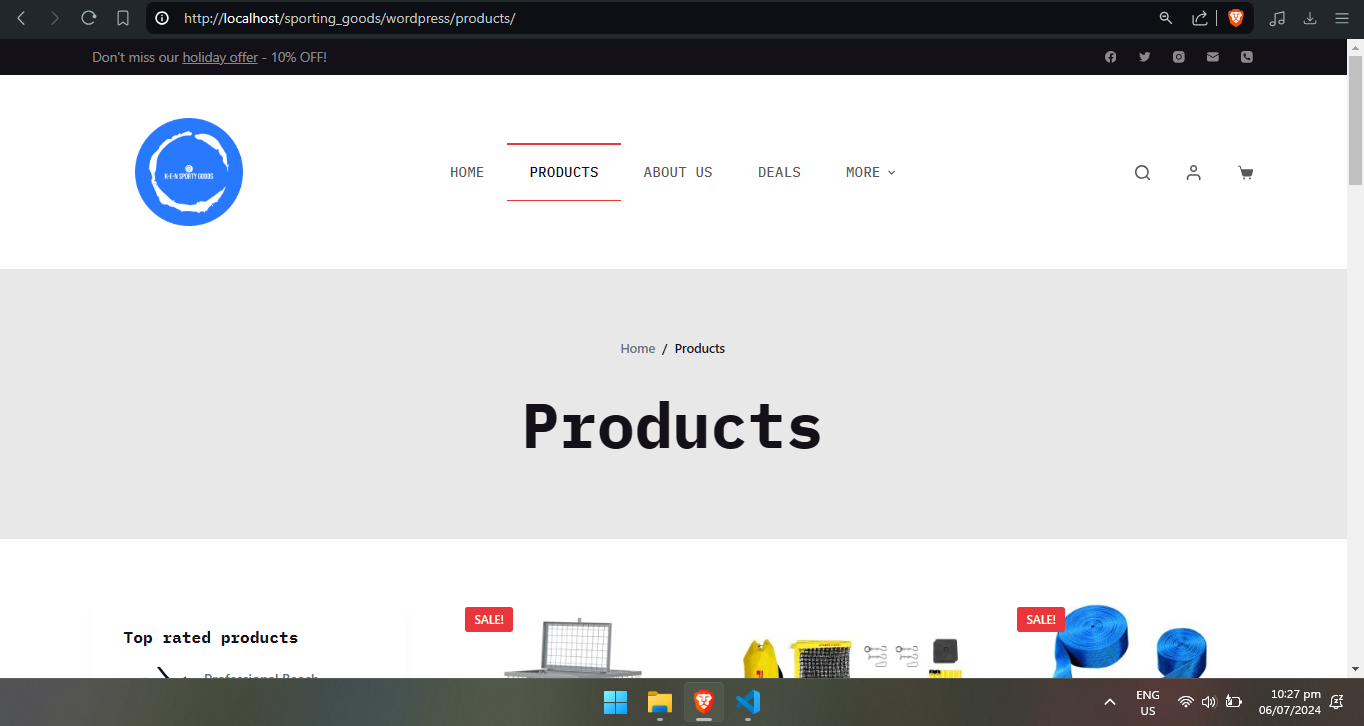 http://localhost/sporting_goods/wordpress/products/
Don't miss our holiday offer - 10% OFF!
K-E-N SPORTY GOODS
HOME
PRODUCTS
ABOUT US
DEALS
MORE
Home / Products
Products
Top rated products
Professional Beach
SALE!
SALE!
ENG
US
10:27 pm
06/07/2024